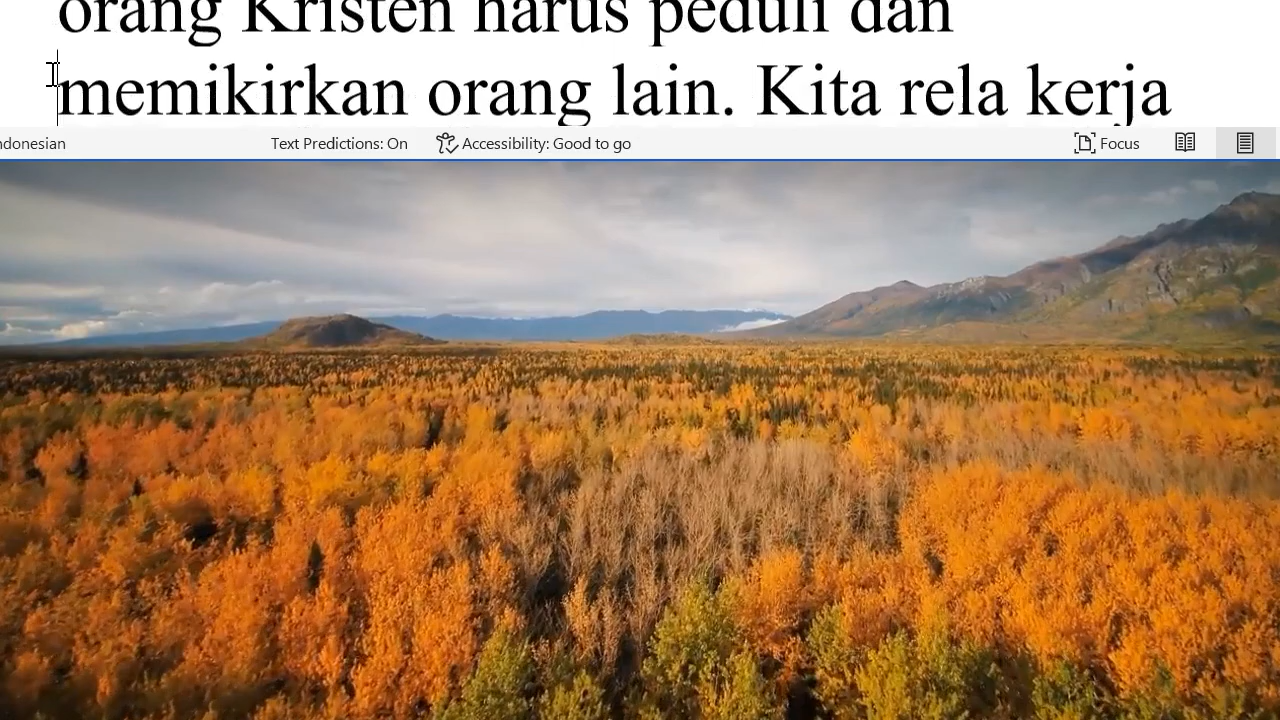 orang Kristen harus peduli dan
memikirkan orang lain. Kita rela kerja
ndonesian Text Predictions: On Accessibility: Good to go Focus